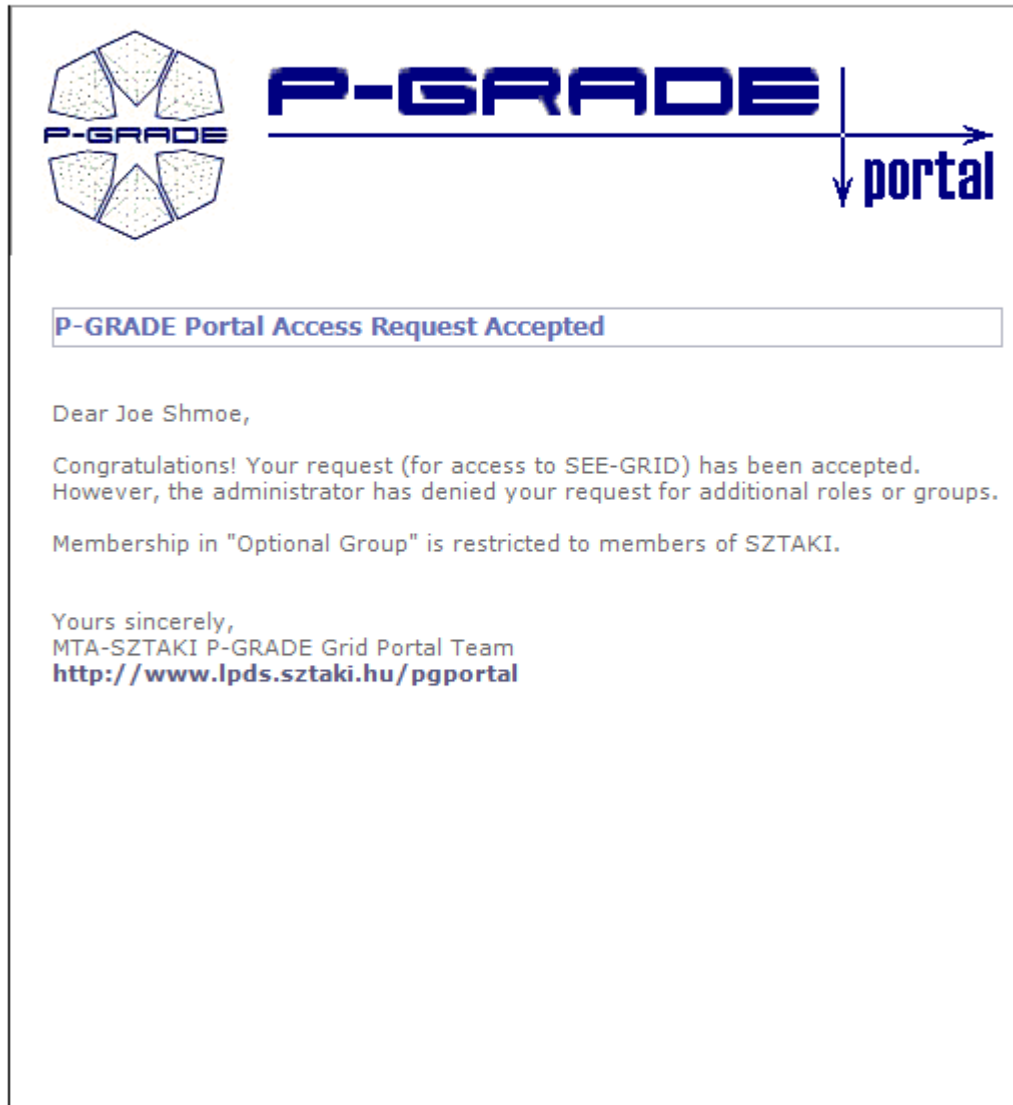 P-GRADE
P-GRADE
portal
P-GRADE Portal Access Request Accepted
Dear Joe Shmoe,
Congratulations! Your request (for access to SEE-GRID) has been accepted.
However, the administrator has denied your request for additional roles or groups.
Membership in "Optional Group" is restricted to members of SZTAKI.
Yours sincerely,
MTA-SZTAKI P-GRADE Grid Portal Team
http://www.lpds.sztaki.hu/pgportal